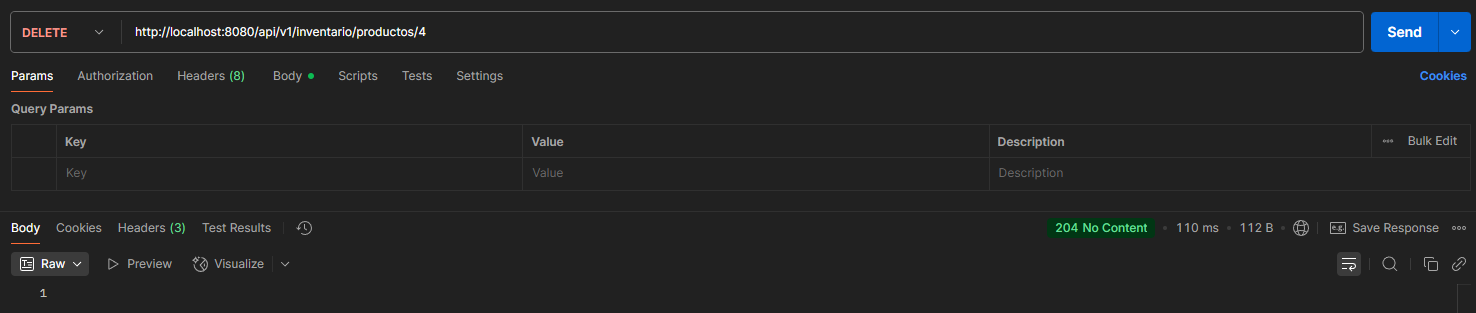 DELETE http://localhost:8080/api/v1/inventario/productos/4 Send
Params Authorization Headers (8) Body Scripts Tests Settings Cookies
Query Params
Key Value Description Bulk Edit
Key Value Description
Body Cookies Headers (3) Test Results 204 No Content 110 ms 112 B e.g. Save Response
Raw Preview Visualize
1